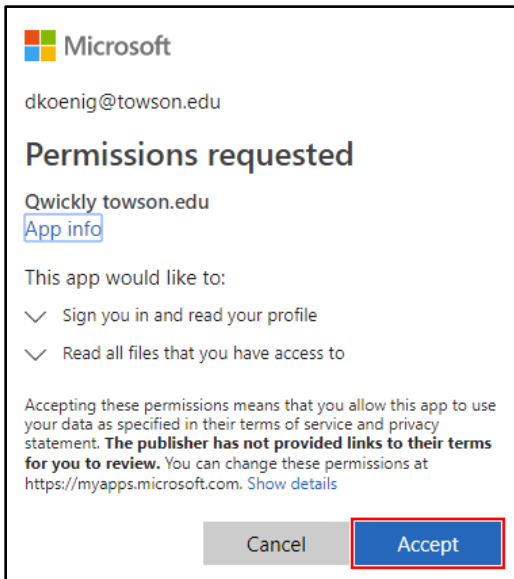 Microsoft
dkoenig@towson.edu
Permissions requested
Qwickly towson.edu
App info
This app would like to:
Sign you in and read your profile
Read all files that you have access to
Accepting these permissions means that you allow this app to use
your data as specified in their terms of service and privacy
statement. The publisher has not provided links to their terms
for you to review. You can change these permissions at
https://myapps.microsoft.com. Show details
Cancel
Accept